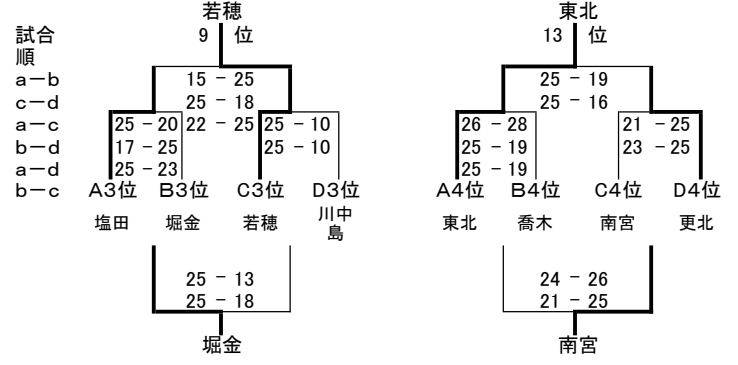 若穂 東北
試合 9 位 13 位
順
a－b 15 － 25 25 － 19
c－d 25 － 18 25 － 16
a－c 25 － 20 22 － 25 25 － 10 26 － 28 21 － 25
b－d 17 － 25 25 － 10 25 － 19 23 － 25
a－d 25 － 23 25 － 19
b－c A3位 B3位 C3位 D3位 A4位 B4位 C4位 D4位
塩田 堀金 若穂 川中島 東北 喬木 南宮 更北
25 － 13 24 － 26
25 － 18 21 － 25
堀金 南宮